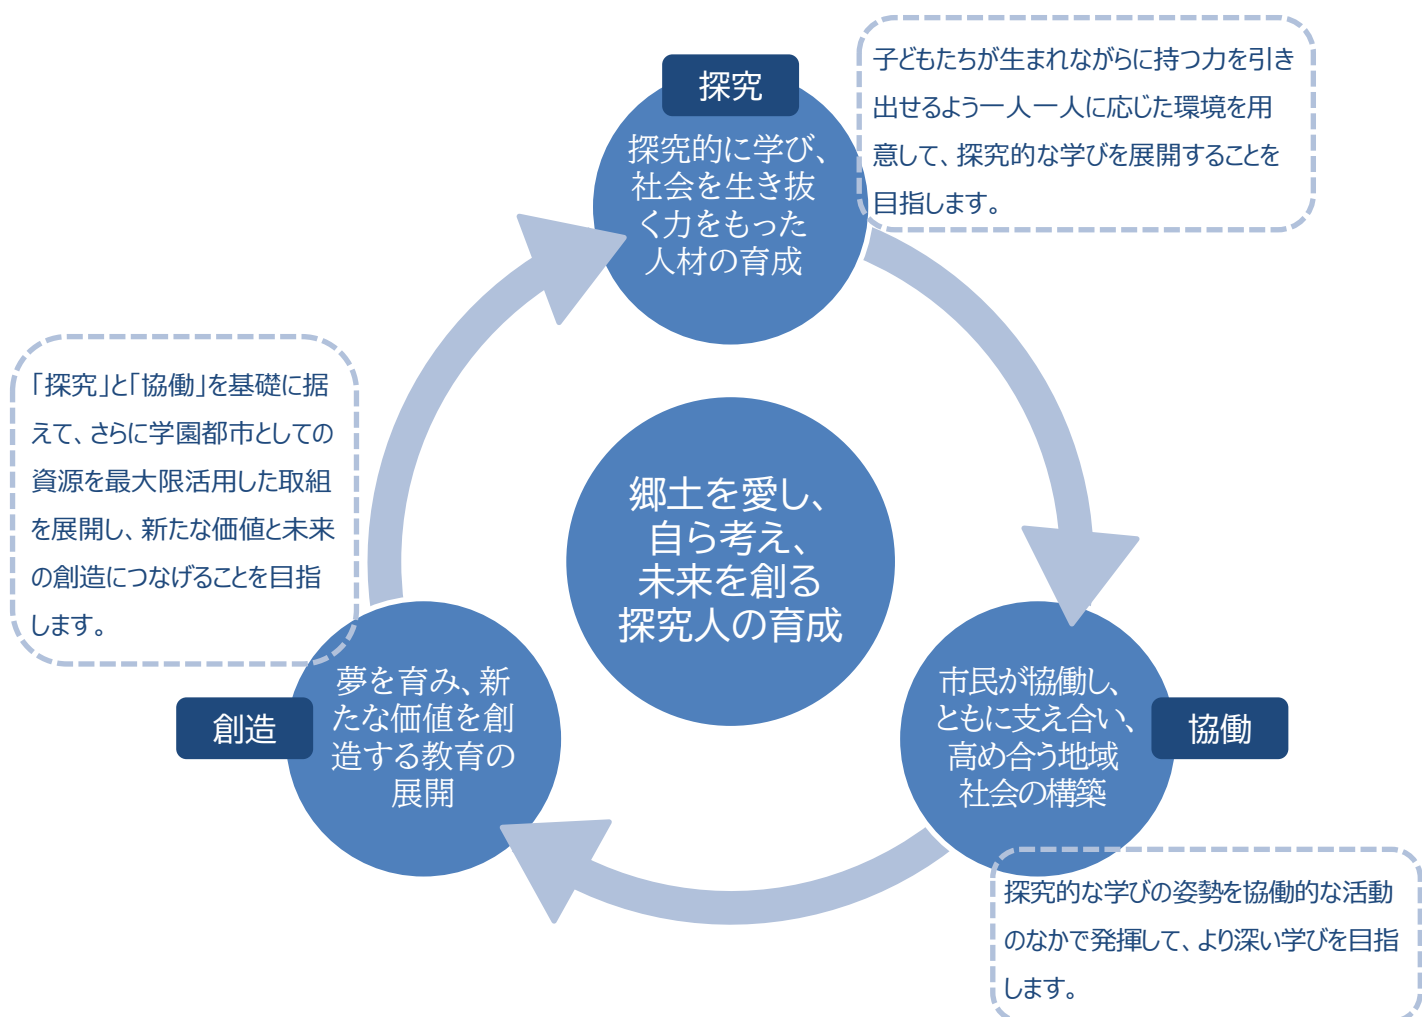 探究
探究的に学び、
社会を生き抜
く力をもった
人材の育成
子どもたちが生まれながらに持つ力を引き
出せるよう一人一人に応じた環境を用
意して、探究的な学びを展開することを
目指します。
「探究」と「協働」を基礎に据
えて、さらに学園都市としての
資源を最大限活用した取組
を展開し、新たな価値と未来
の創造につなげることを目指
します。
郷土を愛し、
自ら考え、
未来を創る
探究人の育成
創造
夢を育み、新
たな価値を創
造する教育の
展開
市民が協働し、
ともに支え合い、
高め合う地域
社会の構築
協働
探究的な学びの姿勢を協働的な活動
のなかで発揮して、より深い学びを目指
します。